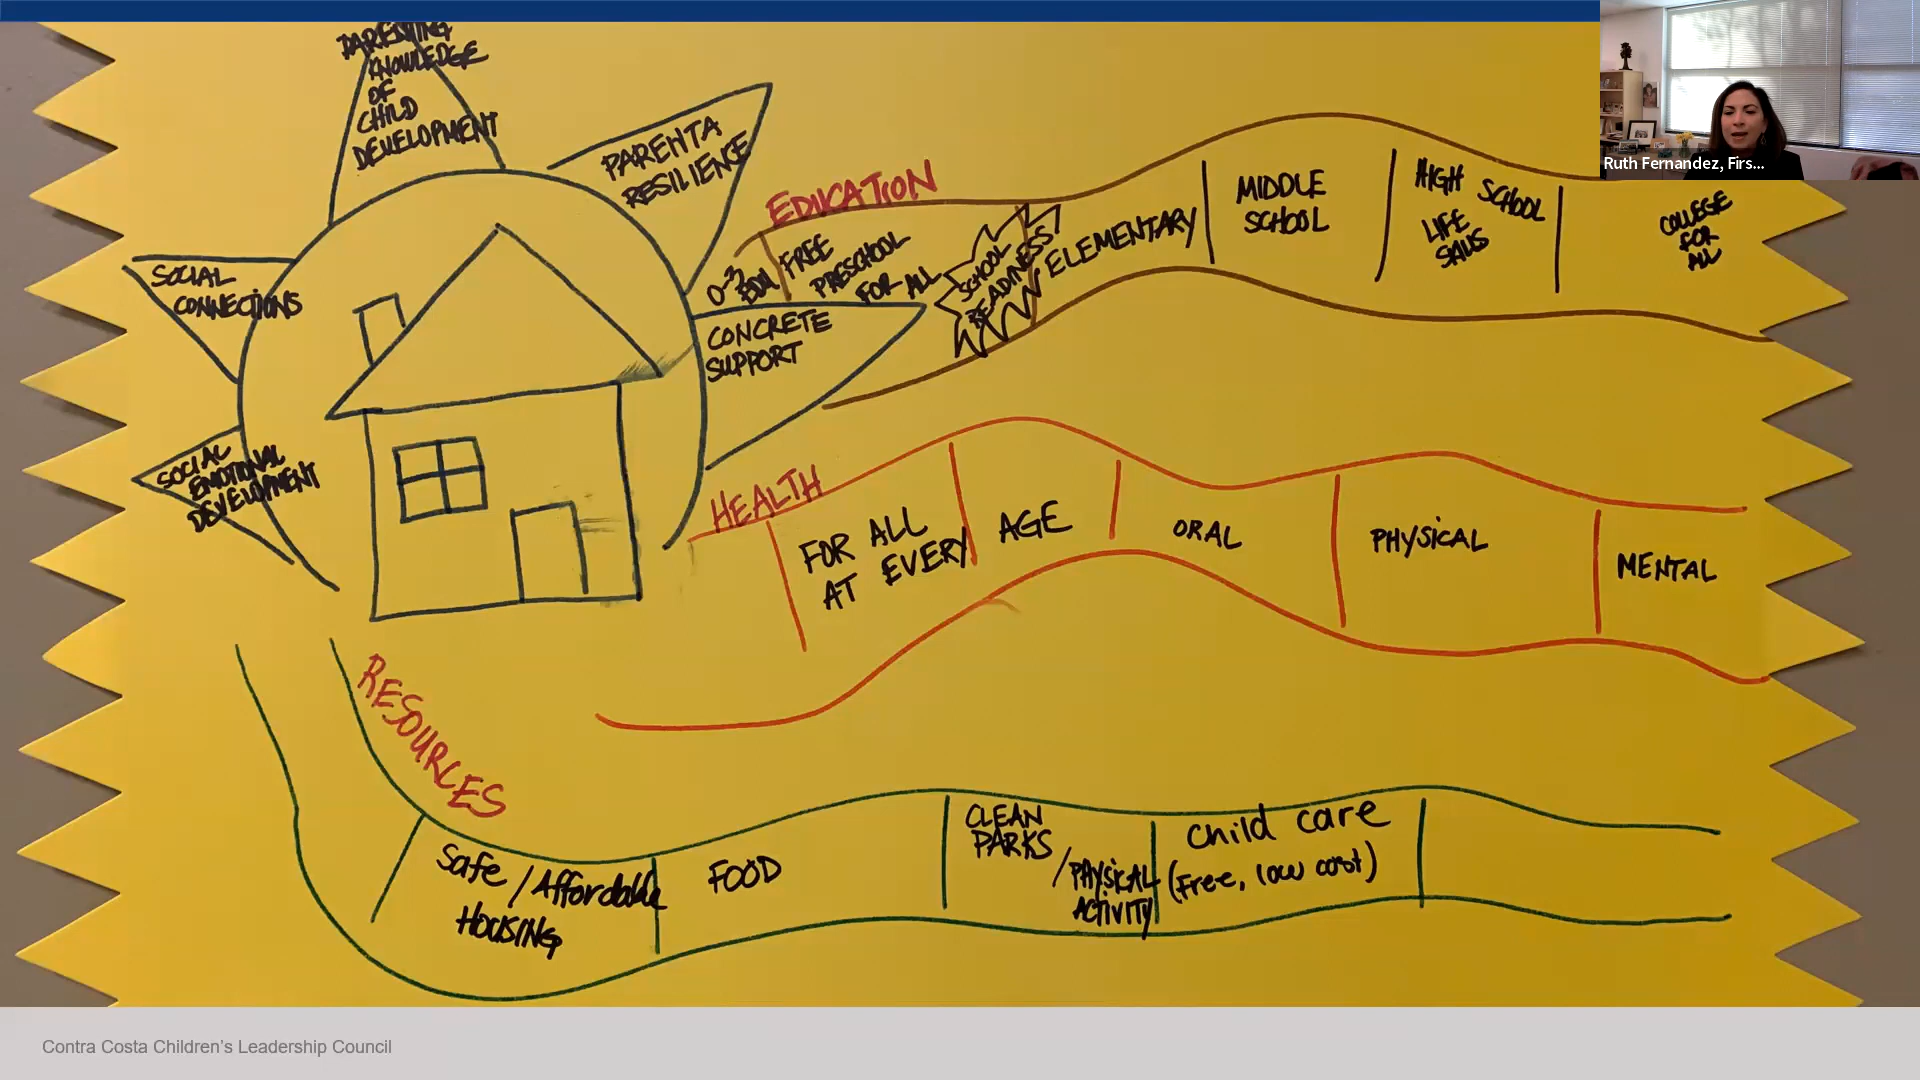 PARENTING
KNOWLEDGE
OF
CHILD
DEVELOPMENT
PARENTA
RESILIENCE
SOCIAL
CONNECTIONS
SOCIAL
EMOTIONAL
DEVELOPMENT
CONCRETE
SUPPORT
EDUCATION
0-3
EDU
FREE
PRESCHOOL
FOR ALL
SCHOOL
READINESS
ELEMENTARY
MIDDLE
SCHOOL
HIGH SCHOOL
LIFE
SKILLS
COLLEGE
FOR
ALL
HEALTH
FOR ALL
AT EVERY
AGE
ORAL
PHYSICAL
MENTAL
RESOURCES
Safe / Affordable
HOUSING
FOOD
CLEAN
PARKS
/ PHYSICAL
ACTIVITY
Child care
(Free, low cost)
Ruth Fernandez, Firs...
Contra Costa Children's Leadership Council